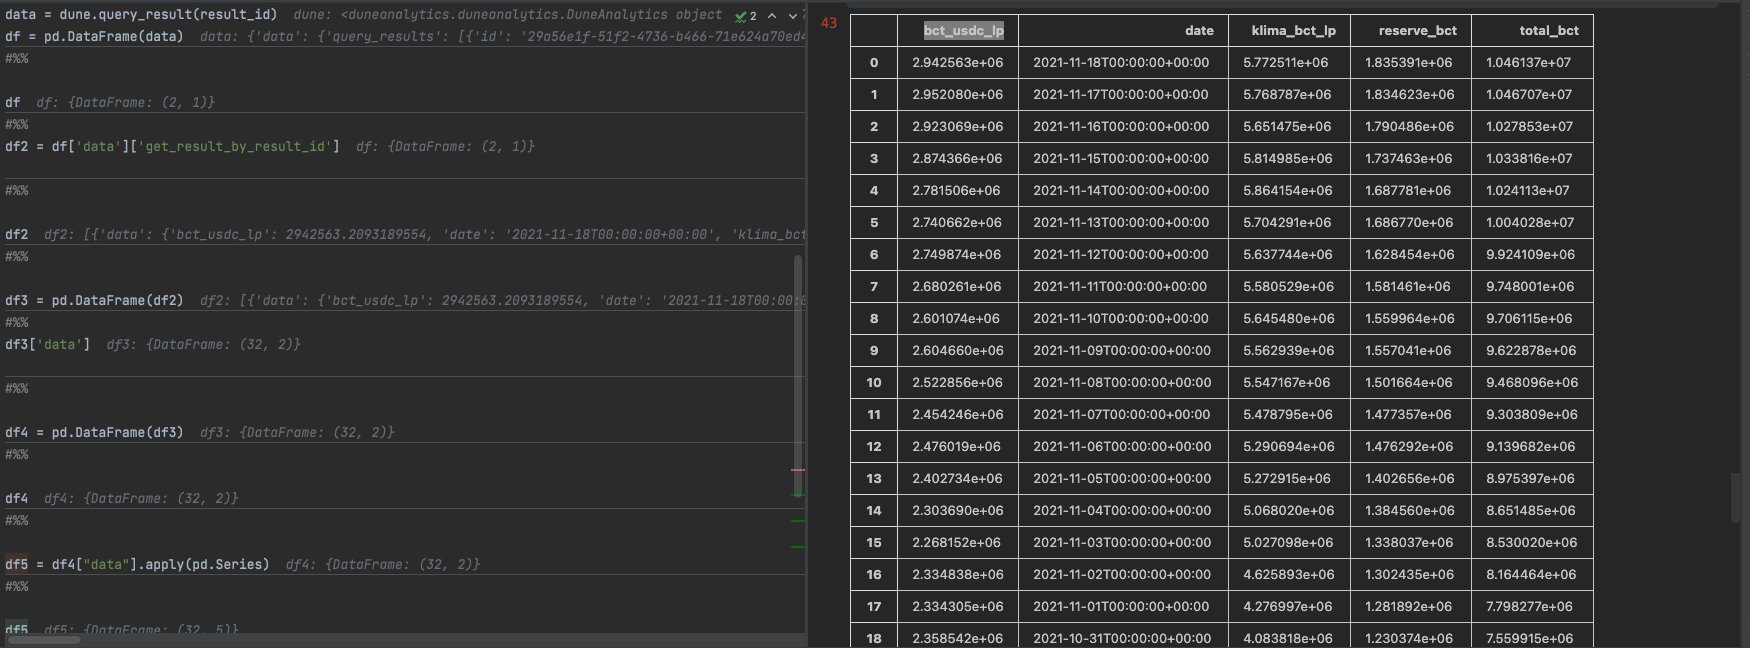 data = dune.query_result(result_id)  dune: <duneanalytics.duneanalytics.DuneAnalytics object  2
df = pd.DataFrame(data)  data: {'data': {'query_results': [{'id': '29a56e1f-51f2-4736-b466-71e624a70ed4
#%%
df  df: {DataFrame: (2, 1)}
#%%
df2 = df['data']['get_result_by_result_id']  df: {DataFrame: (2, 1)}
#%%
df2  df2: [{'data': {'bct_usdc_lp': 2942563.2093189554, 'date': '2021-11-18T00:00:00+00:00', 'klima_bct
#%%
df3 = pd.DataFrame(df2)  df2: [{'data': {'bct_usdc_lp': 2942563.2093189554, 'date': '2021-11-18T00:00:0
#%%
df3['data']  df3: {DataFrame: (32, 2)}
#%%
df4 = pd.DataFrame(df3)  df3: {DataFrame: (32, 2)}
#%%
df4  df4: {DataFrame: (32, 2)}
#%%
df5 = df4["data"].apply(pd.Series)  df4: {DataFrame: (32, 2)}
#%%
df5  df5: {DataFrame: (32, 5)}
43
bct_usdc_lp date klima_bct_lp reserve_bct total_bct
0 2.942563e+06 2021-11-18T00:00:00+00:00 5.772511e+06 1.835391e+06 1.046137e+07
1 2.952080e+06 2021-11-17T00:00:00+00:00 5.768787e+06 1.834623e+06 1.046707e+07
2 2.923069e+06 2021-11-16T00:00:00+00:00 5.651475e+06 1.790486e+06 1.027853e+07
3 2.874366e+06 2021-11-15T00:00:00+00:00 5.814985e+06 1.737463e+06 1.033816e+07
4 2.781506e+06 2021-11-14T00:00:00+00:00 5.864154e+06 1.687781e+06 1.024113e+07
5 2.740662e+06 2021-11-13T00:00:00+00:00 5.704291e+06 1.686770e+06 1.004028e+07
6 2.749874e+06 2021-11-12T00:00:00+00:00 5.637744e+06 1.628454e+06 9.924109e+06
7 2.680261e+06 2021-11-11T00:00:00+00:00 5.580529e+06 1.581461e+06 9.748001e+06
8 2.601074e+06 2021-11-10T00:00:00+00:00 5.645480e+06 1.559964e+06 9.706115e+06
9 2.604660e+06 2021-11-09T00:00:00+00:00 5.562939e+06 1.557041e+06 9.622878e+06
10 2.522856e+06 2021-11-08T00:00:00+00:00 5.547167e+06 1.501664e+06 9.468096e+06
11 2.454246e+06 2021-11-07T00:00:00+00:00 5.478795e+06 1.477357e+06 9.303809e+06
12 2.476019e+06 2021-11-06T00:00:00+00:00 5.290694e+06 1.476292e+06 9.139682e+06
13 2.402734e+06 2021-11-05T00:00:00+00:00 5.272915e+06 1.402656e+06 8.975397e+06
14 2.303690e+06 2021-11-04T00:00:00+00:00 5.068020e+06 1.384560e+06 8.651485e+06
15 2.268152e+06 2021-11-03T00:00:00+00:00 5.027098e+06 1.338037e+06 8.530020e+06
16 2.334838e+06 2021-11-02T00:00:00+00:00 4.625893e+06 1.302435e+06 8.164464e+06
17 2.334305e+06 2021-11-01T00:00:00+00:00 4.276997e+06 1.281892e+06 7.798277e+06
18 2.358542e+06 2021-10-31T00:00:00+00:00 4.083818e+06 1.230374e+06 7.559915e+06